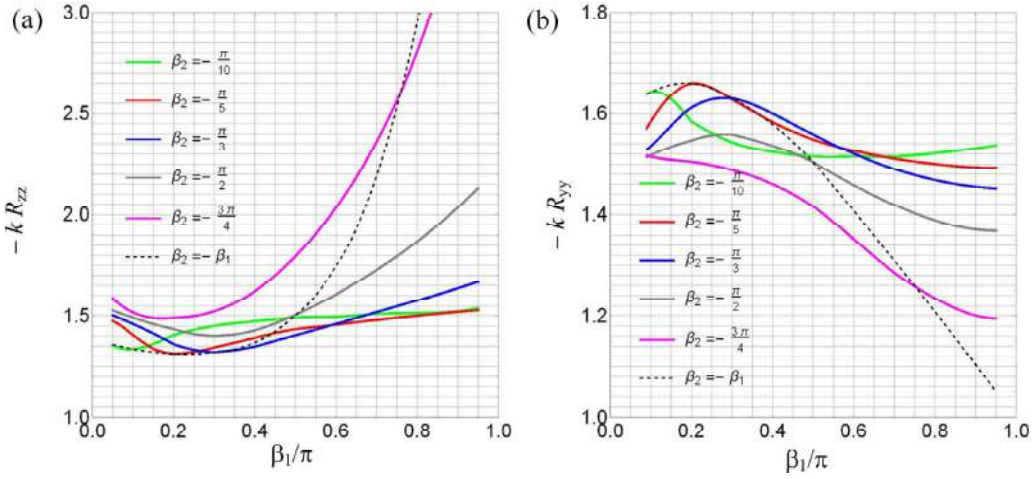 (a)
3.0
2.5
2.0
1.5
1.0
0.0 0.2 0.4 0.6 0.8 1.0
− k Rzz
β1/π
β2 = − π/10
β2 = − π/5
β2 = − π/3
β2 = − π/2
β2 = − 3π/4
β2 = − β1
(b)
1.8
1.6
1.4
1.2
1.0
0.0 0.2 0.4 0.6 0.8 1.0
− k Ryy
β1/π
β2 = − π/10
β2 = − π/5
β2 = − π/3
β2 = − π/2
β2 = − 3π/4
β2 = − β1